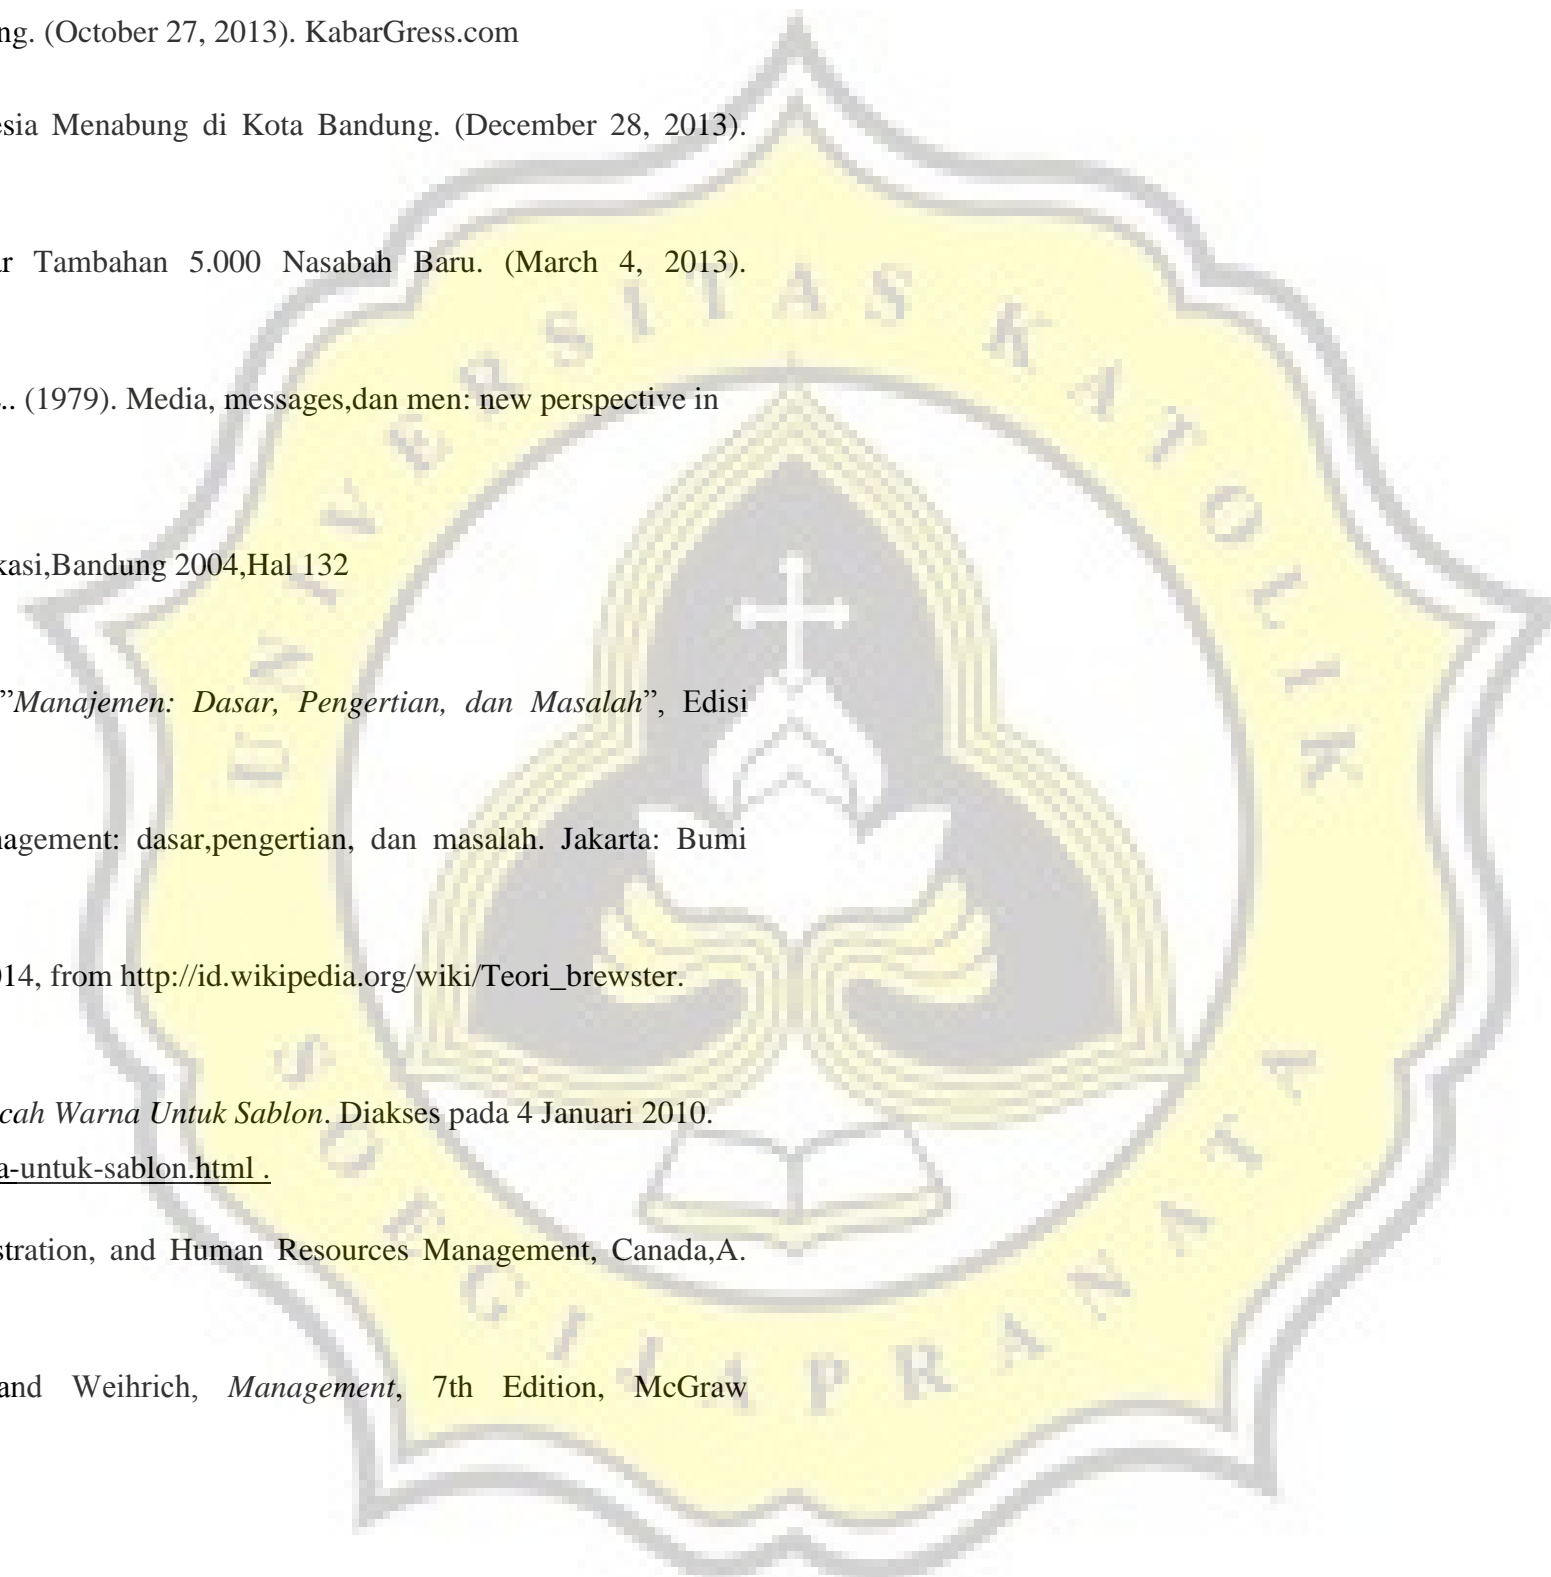 ng. (October 27, 2013). KabarGress.com
esia Menabung di Kota Bandung. (December 28, 2013).
ar Tambahan 5.000 Nasabah Baru. (March 4, 2013).
.. (1979). Media, messages,dan men: new perspective in
kasi,Bandung 2004,Hal 132
”Manajemen: Dasar, Pengertian, dan Masalah”, Edisi
nagement: dasar,pengertian, dan masalah. Jakarta: Bumi
014, from http://id.wikipedia.org/wiki/Teori_brewster.
cah Warna Untuk Sablon. Diakses pada 4 Januari 2010.
a-untuk-sablon.html .
stration, and Human Resources Management, Canada,A.
and Weihrich, Management, 7th Edition, McGraw
UNIVERSITAS KATOLIK
SOEGIJAPRANATA